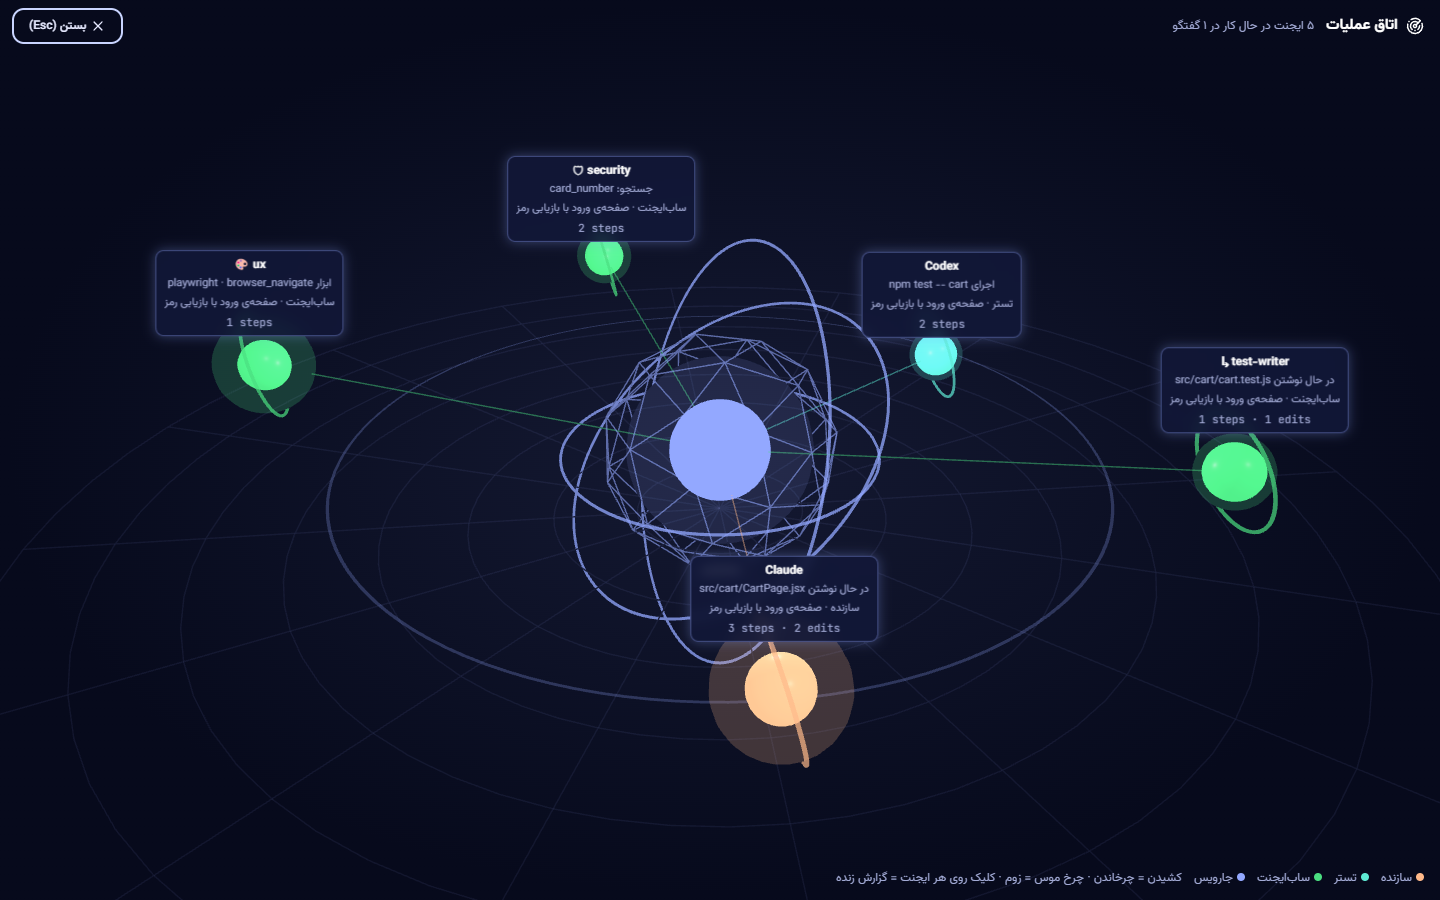 اتاق عملیات
۵ ایجنت در حال کار در ۱ گفتگو
بستن (Esc)
security
جستجو: card_number
ساب‌ایجنت · صفحه‌ی ورود با بازیابی رمز
2 steps
ux
ابزار playwright · browser_navigate
ساب‌ایجنت · صفحه‌ی ورود با بازیابی رمز
1 steps
Codex
اجرای npm test -- cart
تستر · صفحه‌ی ورود با بازیابی رمز
2 steps
test-writer
در حال نوشتن src/cart/cart.test.js
ساب‌ایجنت · صفحه‌ی ورود با بازیابی رمز
1 steps · 1 edits
Claude
در حال نوشتن src/cart/CartPage.jsx
سازنده · صفحه‌ی ورود با بازیابی رمز
3 steps · 2 edits
سازنده تستر ساب‌ایجنت جارویس کشیدن = چرخاندن · چرخ موس = زوم · کلیک روی هر ایجنت = گزارش زنده